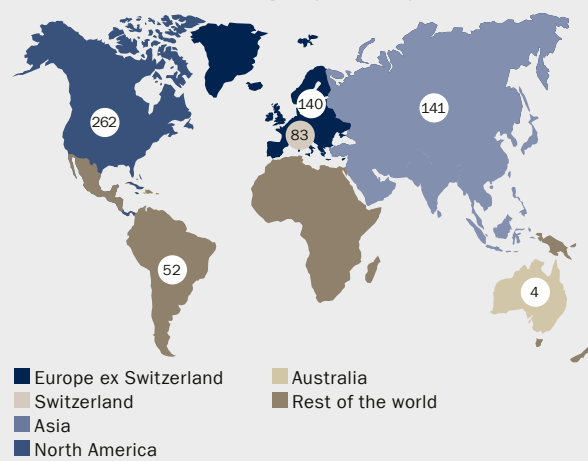 262
140
141
83
52
4
Europe ex Switzerland
Switzerland
Asia
North America
Australia
Rest of the world